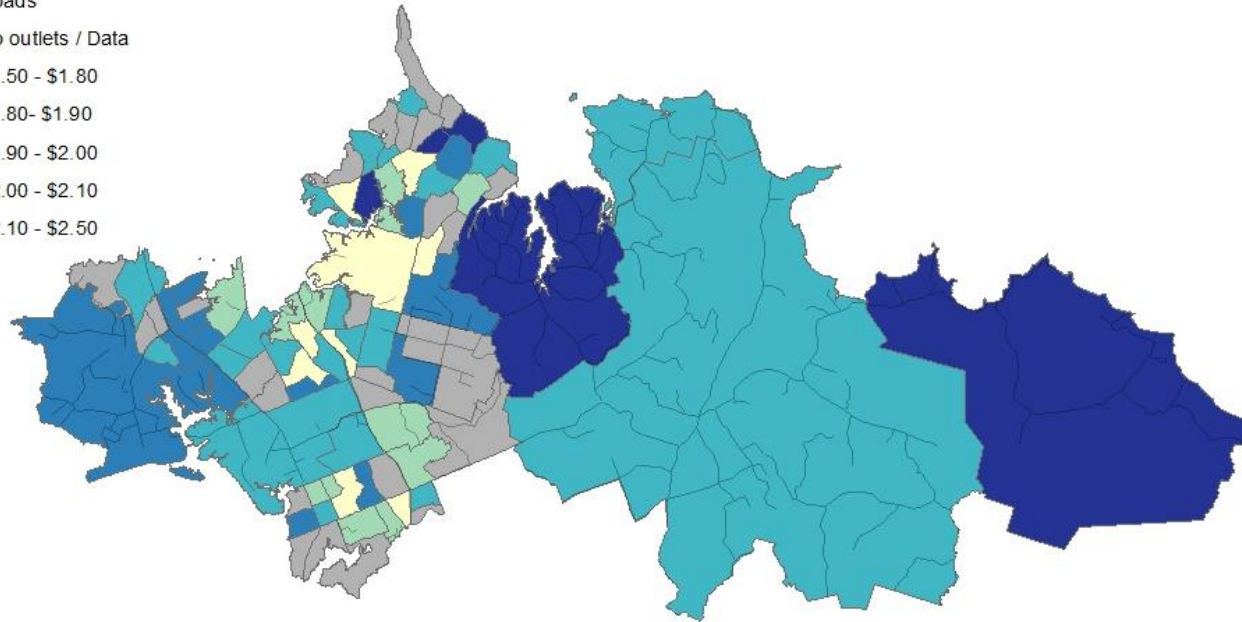 oads
o outlets / Data
.50 - $1.80
.80- $1.90
.90 - $2.00
.00 - $2.10
.10 - $2.50